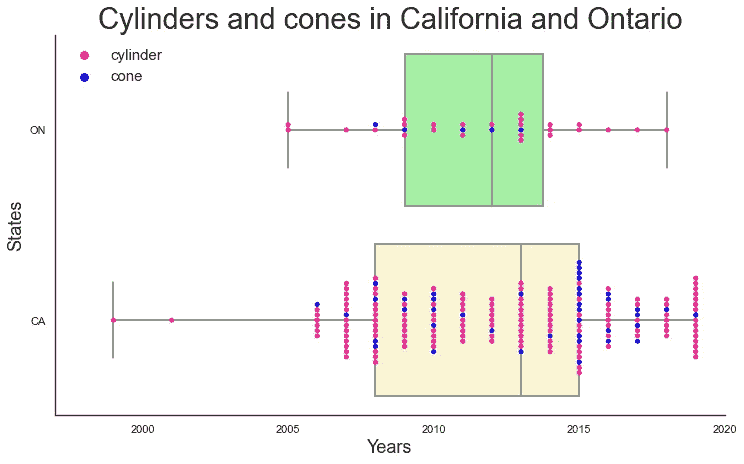 Cylinders and cones in California and Ontario
cylinder
cone
ON
States
CA
2000 2005 2010 2015 2020
Years